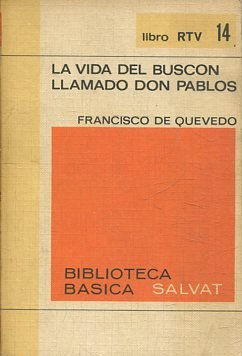 libro RTV 14
LA VIDA DEL BUSCON
LLAMADO DON PABLOS
FRANCISCO DE QUEVEDO
BIBLIOTECA
BASICA SALVAT